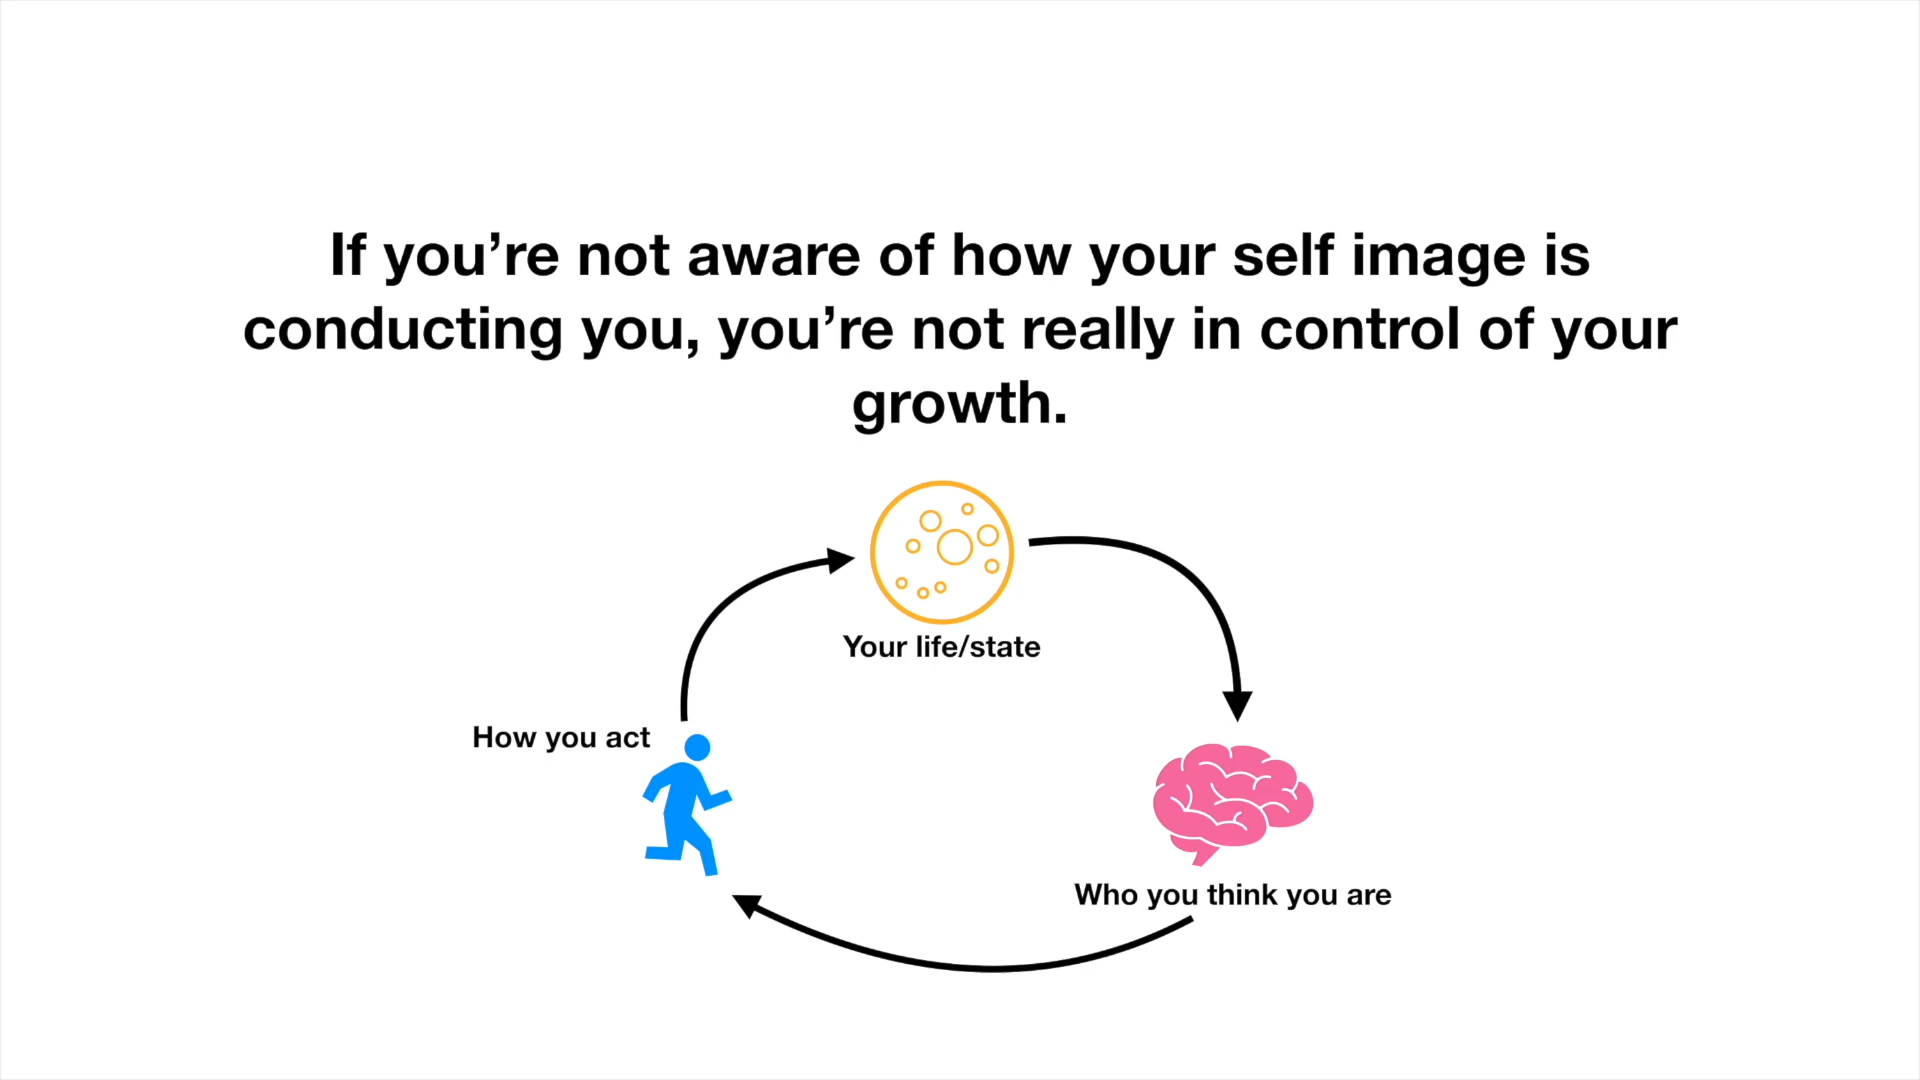 If you’re not aware of how your self image is
conducting you, you’re not really in control of your
growth.
Your life/state
How you act
Who you think you are